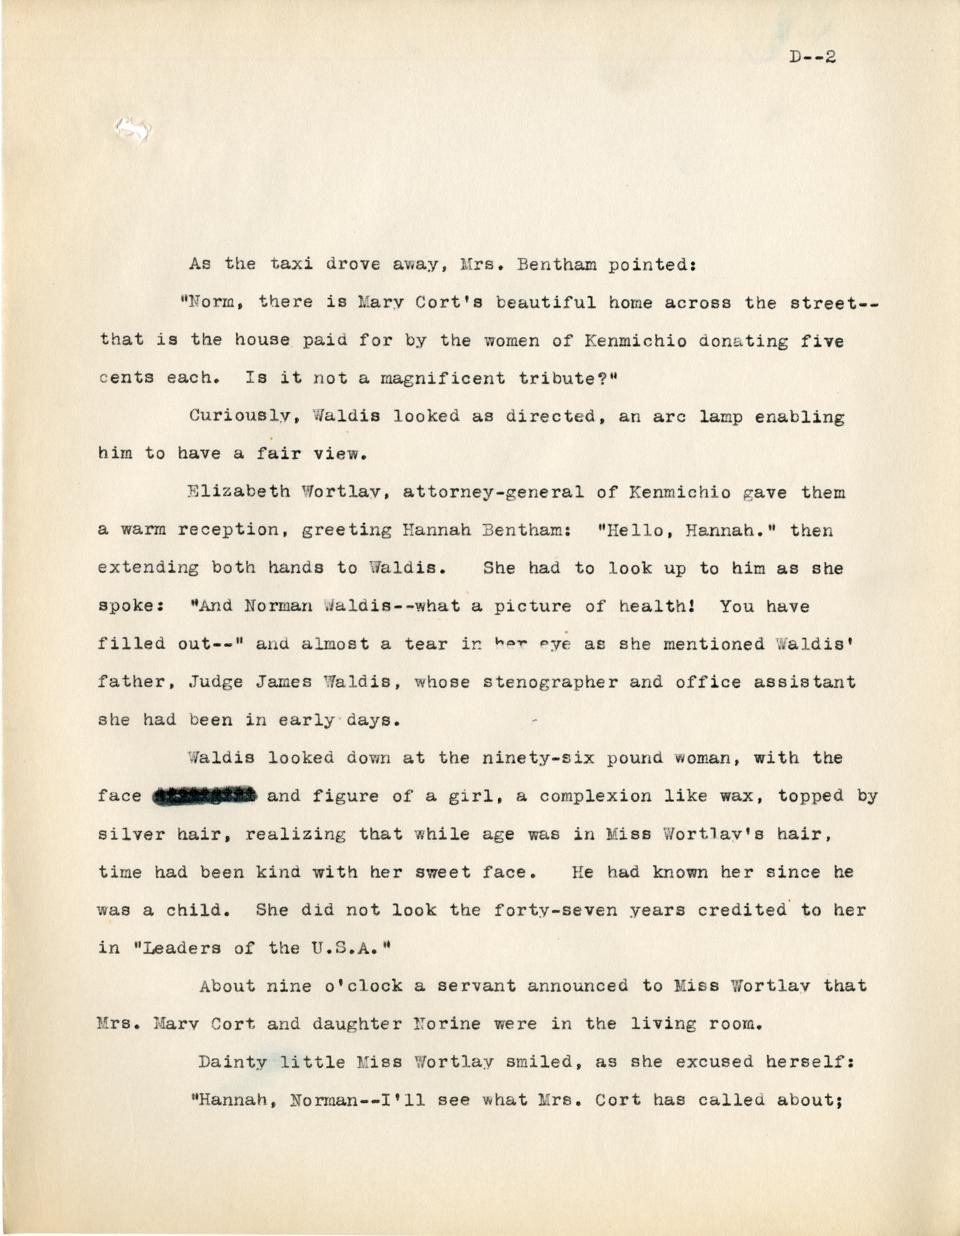 D--2
As the taxi drove away, Mrs. Bentham pointed:
"Norm, there is Mary Cort's beautiful home across the street--
that is the house paid for by the women of Kenmichio donating five
cents each. Is it not a magnificent tribute?"
Curiously, Waldis looked as directed, an arc lamp enabling
him to have a fair view.
Elizabeth Wortlay, attorney-general of Kenmichio gave them
a warm reception, greeting Hannah Bentham: "Hello, Hannah." then
extending both hands to Waldis. She had to look up to him as she
spoke: "And Norman Waldis--what a picture of health! You have
filled out--" and almost a tear in her eye as she mentioned Waldis'
father, Judge James Waldis, whose stenographer and office assistant
she had been in early days.
Waldis looked down at the ninety-six pound woman, with the
face and figure of a girl, a complexion like wax, topped by
silver hair, realizing that while age was in Miss Wortlay's hair,
time had been kind with her sweet face. He had known her since he
was a child. She did not look the forty-seven years credited to her
in "Leaders of the U.S.A."
About nine o'clock a servant announced to Miss Wortlay that
Mrs. Mary Cort and daughter Norine were in the living room.
Dainty little Miss Wortlay smiled, as she excused herself:
"Hannah, Norman--I'll see what Mrs. Cort has called about;